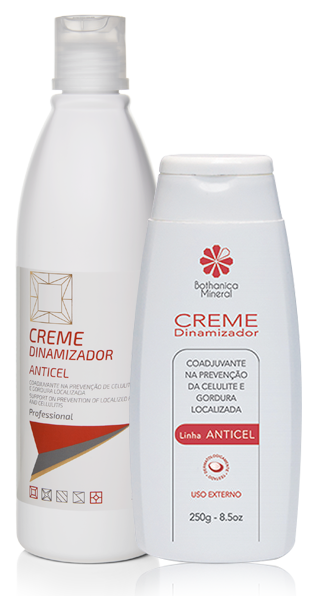 CREME
DINAMIZADOR
ANTICEL
COADJUVANTE NA PREVENÇÃO DE CELULITE
E GORDURA LOCALIZADA
SUPPORT ON PREVENTION OF LOCALIZED
AND CELLULITIS
Professional
Bothanica
Mineral
CREME
Dinamizador
COADJUVANTE
NA PREVENÇÃO
DA CELULITE E
GORDURA
LOCALIZADA
Linha ANTICEL
USO EXTERNO
250g - 8.5oz